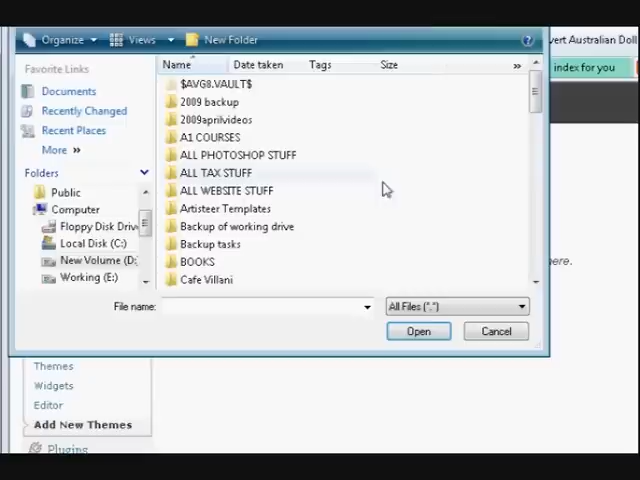 Organize Views New Folder
vert Australian Doll
index for you
Favorite Links
Documents
Recently Changed
Recent Places
More »
Folders
Public
Computer
Floppy Disk Driv
Local Disk (C:)
New Volume (D:
Working (E:)
Name Date taken Tags Size »
$AVG8.VAULT$
2009 backup
2009aprilvideos
A1 COURSES
ALL PHOTOSHOP STUFF
ALL TAX STUFF
ALL WEBSITE STUFF
Artisteer Templates
Backup of working drive
Backup tasks
BOOKS
Cafe Villani
here.
File name:
All Files (*.*)
Open Cancel
Themes
Widgets
Editor
Add New Themes
Plugins